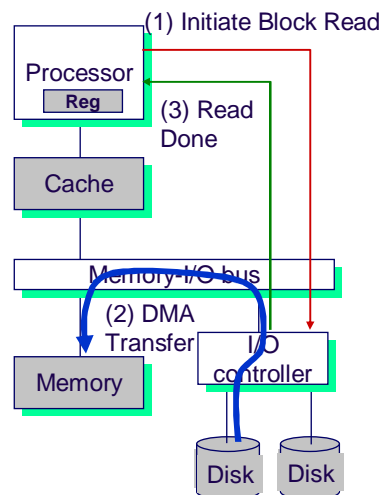 (1) Initiate Block Read
Processor
Reg
(3) Read
Done
Cache
Memory-I/O bus
(2) DMA
Transfer
I/O
controller
Memory
Disk
Disk